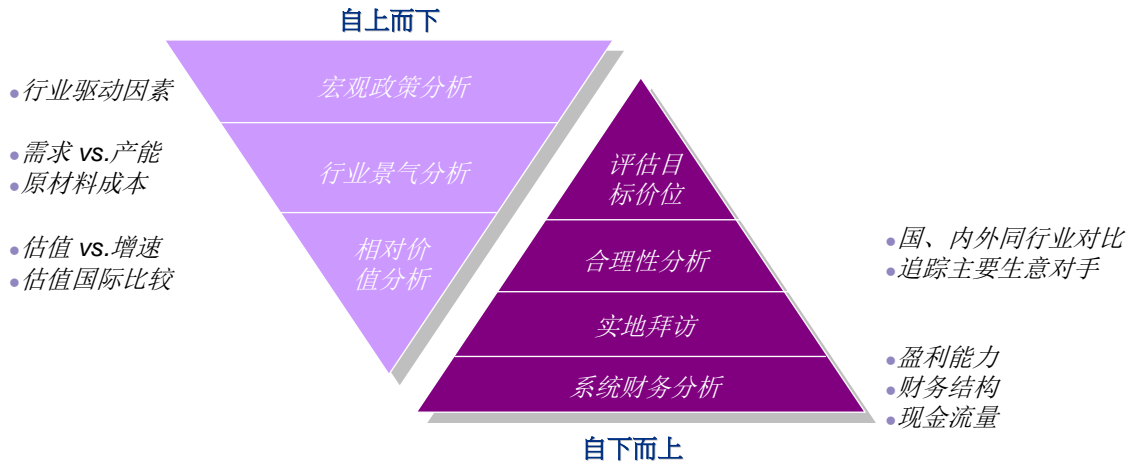 自上而下
●行业驱动因素
●需求 vs.产能
●原材料成本
●估值 vs.增速
●估值国际比较
宏观政策分析
行业景气分析
相对价
值分析
评估目
标价位
合理性分析
实地拜访
系统财务分析
●国、内外同行业对比
●追踪主要生意对手
●盈利能力
●财务结构
●现金流量
自下而上